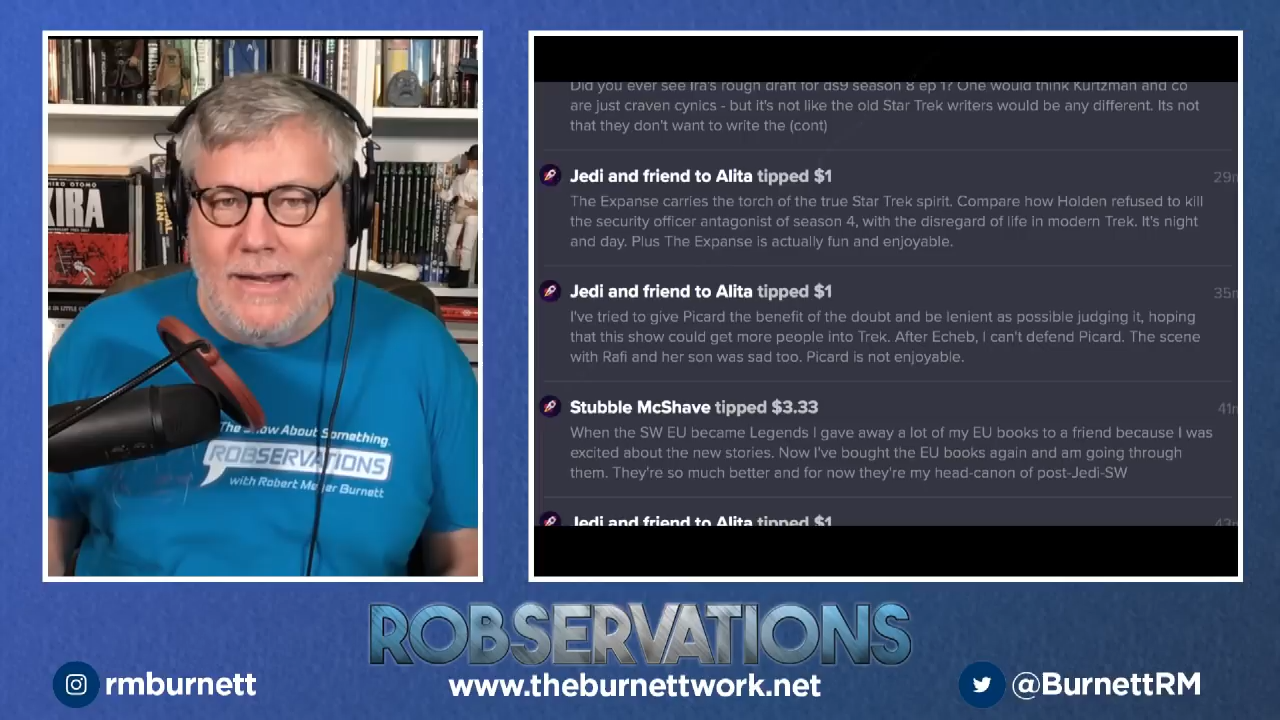 KIRA
The Show About Something.
ROBSERVATIONS
with Robert Meyer Burnett
Did you ever see Ira's rough draft for ds9 season 8 ep 1? One would think Kurtzman and co
are just craven cynics - but it's not like the old Star Trek writers would be any different. Its not
that they don't want to write the (cont)
Jedi and friend to Alita tipped $1
29m
The Expanse carries the torch of the true Star Trek spirit. Compare how Holden refused to kill
the security officer antagonist of season 4, with the disregard of life in modern Trek. It's night
and day. Plus The Expanse is actually fun and enjoyable.
Jedi and friend to Alita tipped $1
35m
I've tried to give Picard the benefit of the doubt and be lenient as possible judging it, hoping
that this show could get more people into Trek. After Echeb, I can't defend Picard. The scene
with Rafi and her son was sad too. Picard is not enjoyable.
Stubble McShave tipped $3.33
41m
When the SW EU became Legends I gave away a lot of my EU books to a friend because I was
excited about the new stories. Now I've bought the EU books again and am going through
them. They're so much better and for now they're my head-canon of post-Jedi-SW
Jedi and friend to Alita tipped $1
43m
ROBSERVATIONS
rmburnett
www.theburnettwork.net
@BurnettRM